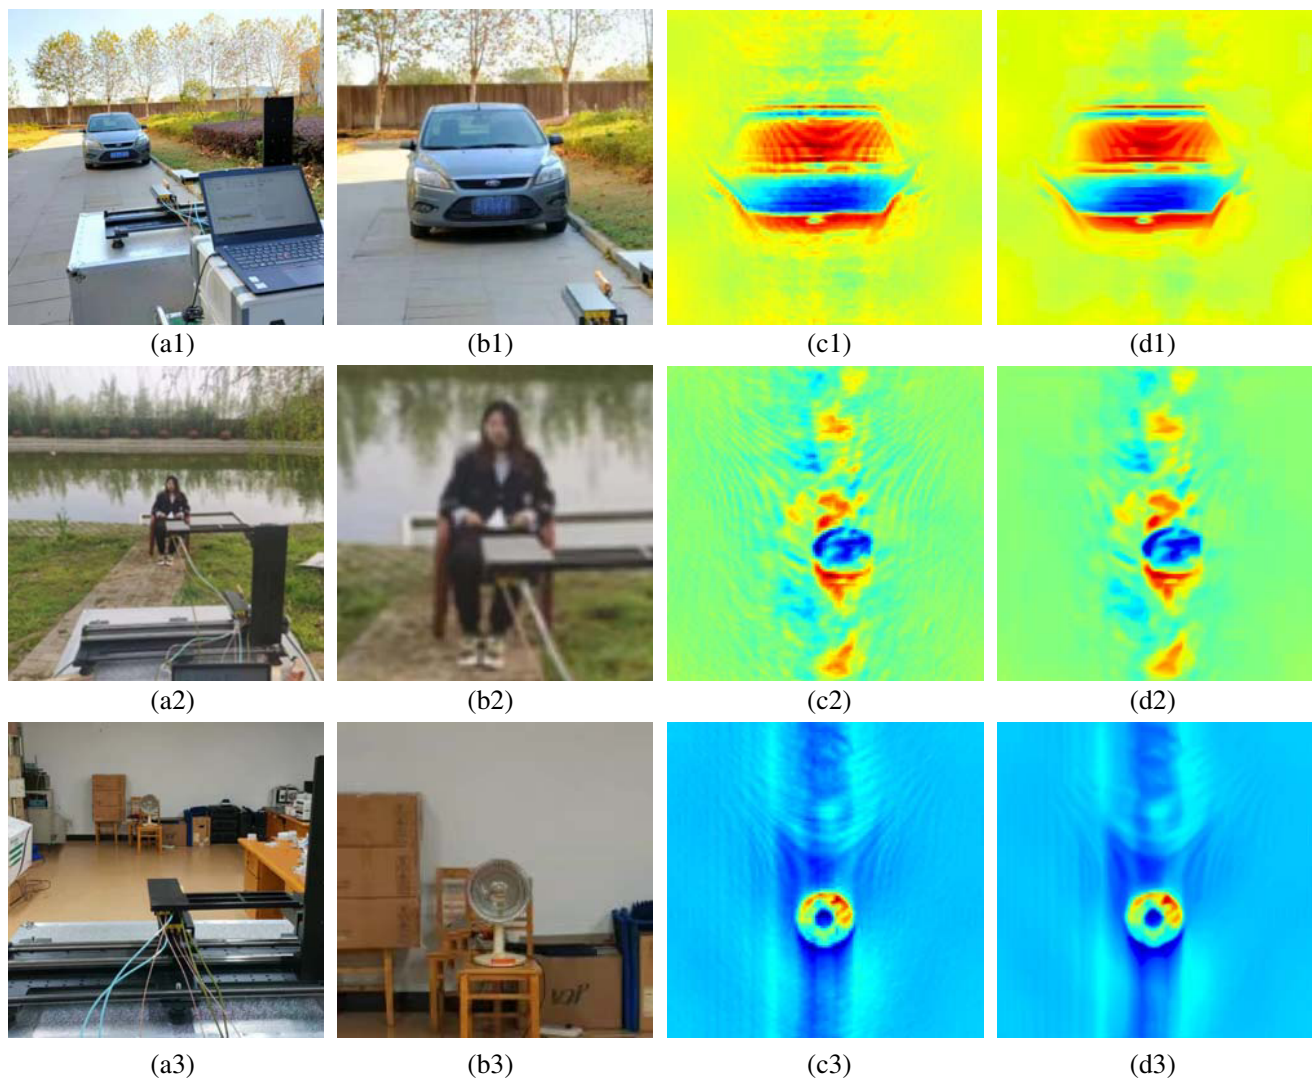 (a1) (b1) (c1) (d1)
(a2) (b2) (c2) (d2)
(a3) (b3) (c3) (d3)